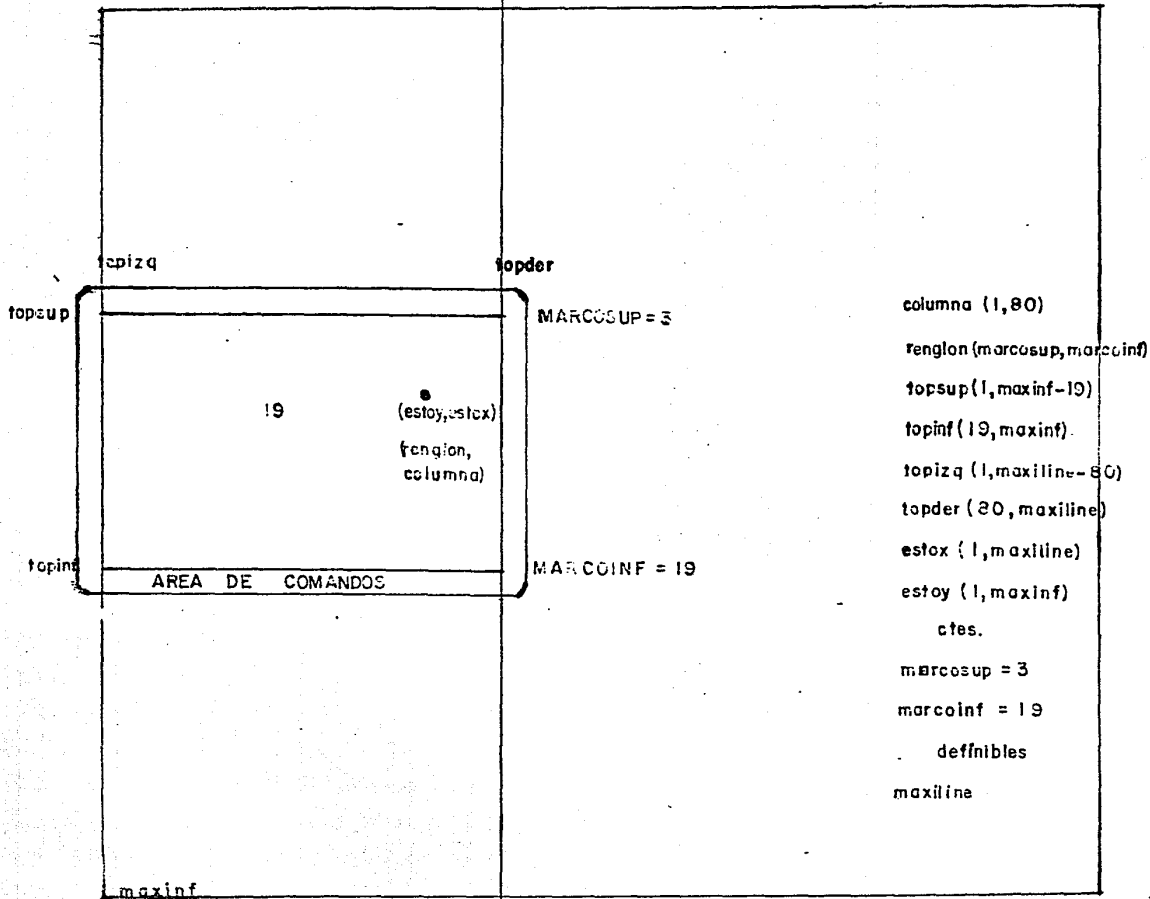 topizq
topder
topsup
MARCOSUP = 3
19
(estoy,estox)
(renglon,
columna)
topinf
MARCOINF = 19
AREA DE COMANDOS
maxinf
columna (1,80)
renglon (marcosup, marcoinf)
topsup (1, maxinf-19)
topinf (19, maxinf).
topizq (1, maxiline-80)
topder (80, maxiline)
estox (1, maxiline)
estoy (1, maxinf)
ctes.
marcosup = 3
marcoinf = 19
definibles
maxiline